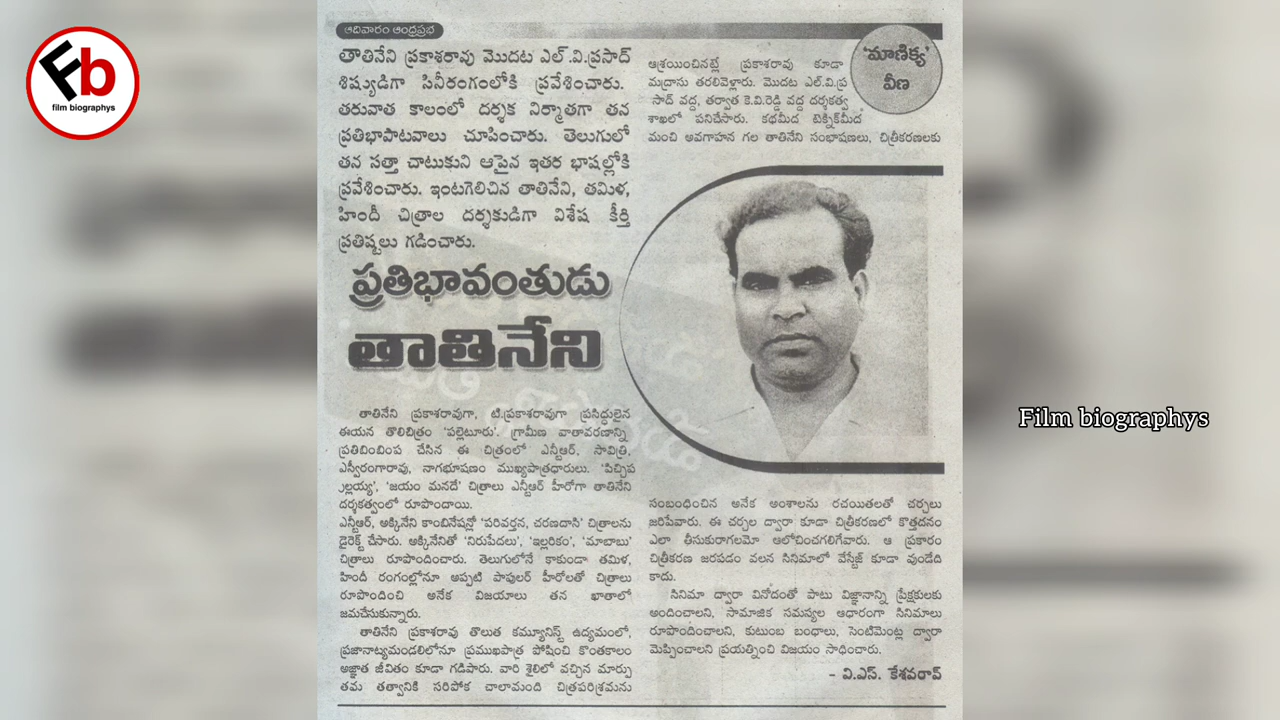 Fb
film biographys
ఆదివారం ఆంధ్రప్రభ
తాతినేని ప్రకాశరావు మొదట ఎల్.వి.ప్రసాద్
శిష్యుడిగా సినీరంగంలోకి ప్రవేశించారు.
తరువాత కాలంలో దర్శక నిర్మాతగా తన
ప్రతిభాపాటవాలు చూపించారు. తెలుగులో
తన సత్తా చాటుకుని ఆపైన ఇతర భాషల్లోకి
ప్రవేశించారు. ఇంటగెలిచిన తాతినేని, తమిళ,
హిందీ చిత్రాల దర్శకుడిగా విశేష కీర్తి
ప్రతిష్టలు గడించారు.
ప్రతిభావంతుడు
తాతినేని
తాతినేని ప్రకాశరావుగా, టి.ప్రకాశరావుగా ప్రసిద్ధులైన
ఈయన తొలిచిత్రం 'పల్లెటూరు'. గ్రామీణ వాతావరణాన్ని
ప్రతిబింబింప చేసిన ఈ చిత్రంలో ఎన్టీఆర్, సావిత్రి,
ఎస్వీరంగారావు, నాగభూషణం ముఖ్యపాత్రధారులు. 'పిచ్చిపు
ల్లయ్య', 'జయం మనదే' చిత్రాలు ఎన్టీఆర్ హీరోగా తాతినేని
దర్శకత్వంలో రూపొందాయి.
ఎన్టీఆర్, అక్కినేని కాంబినేషన్లో 'పరివర్తన, చరణదాసి' చిత్రాలను
డైరెక్ట్ చేసారు. అక్కినేనితో 'నిరుపేదలు', 'ఇల్లరికం', 'మాబాబు'
చిత్రాలు రూపొందించారు. తెలుగులోనే కాకుండా తమిళ,
హిందీ రంగంల్లోనూ అప్పటి పాపులర్ హీరోలతో చిత్రాలు
రూపొందించి అనేక విజయాలు తన ఖాతాలో
జమచేసుకున్నారు.
తాతినేని ప్రకాశరావు తొలుత కమ్యూనిస్ట్ ఉద్యమంలో,
ప్రజానాట్యమండలిలోనూ ప్రముఖపాత్ర పోషించి కొంతకాలం
అజ్ఞాత జీవితం కూడా గడిపారు. వారి శైలిలో వచ్చిన మార్పు
తమ తత్వానికి సరిపోక చాలామంది చిత్రపరిశ్రమను
ఆశ్రయించినట్లే ప్రకాశరావు కూడా
మద్రాసు తరలివెళ్లారు. మొదట ఎల్.వి.ప్ర
సాద్ వద్ద, తర్వాత కె.వి.రెడ్డి వద్ద దర్శకత్వ
శాఖలో పనిచేసారు. కథమీద టెక్నిక్‌మీద
మంచి అవగాహన గల తాతినేని సంభాషణలు, చిత్రీకరణలకు
'మాణిక్య'
వీణ
సంబంధించిన అనేక అంశాలను రచయితలతో చర్చలు
జరిపేవారు. ఈ చర్చల ద్వారా కూడా చిత్రీకరణలో కొత్తదనం
ఎలా తీసుకురాగలమో ఆలోచించగలిగేవారు. ఆ ప్రకారం
చిత్రీకరణ జరపడం వలన సినిమాలో వేస్టేజ్ కూడా వుండేది
కాదు.
సినిమా ద్వారా వినోదంతో పాటు విజ్ఞానాన్ని ప్రేక్షకులకు
అందించాలని, సామాజిక సమస్యల ఆధారంగా సినిమాలు
రూపొందించాలని, కుటుంబ బంధాలు, సెంటిమెంట్ల ద్వారా
మెప్పించాలని ప్రయత్నించి విజయం సాధించారు.
– వి.ఎస్. కేశవరావ్
Film biographys